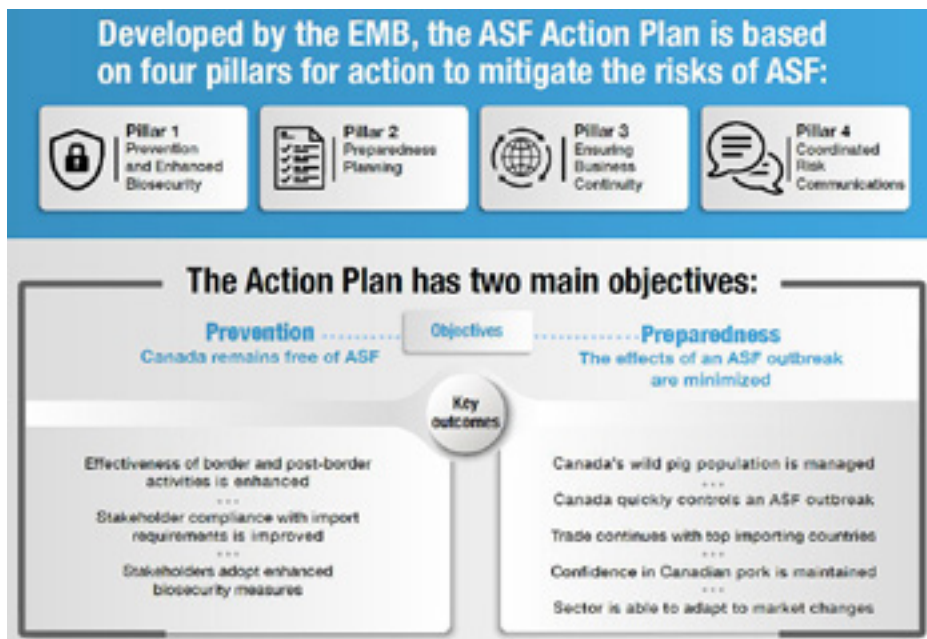 Developed by the EMB, the ASF Action Plan is based
on four pillars for action to mitigate the risks of ASF:
Pillar 1
Prevention
and Enhanced
Biosecurity
Pillar 2
Preparedness
Planning
Pillar 3
Ensuring
Business
Continuity
Pillar 4
Coordinated
Risk
Communications
The Action Plan has two main objectives:
Prevention
Canada remains free of ASF
Objectives
Preparedness
The effects of an ASF outbreak
are minimized
Key
outcomes
Effectiveness of border and post-border
activities is enhanced
Stakeholder compliance with import
requirements is improved
Stakeholders adopt enhanced
biosecurity measures
Canada's wild pig population is managed
Canada quickly controls an ASF outbreak
Trade continues with top importing countries
Confidence in Canadian pork is maintained
Sector is able to adapt to market changes